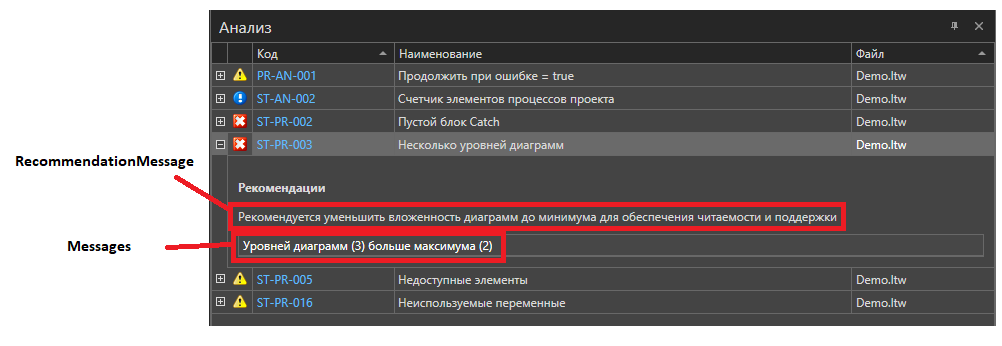 Анализ
Код Наименование Файл
PR-AN-001 Продолжить при ошибке = true Demo.ltw
ST-AN-002 Счетчик элементов процессов проекта Demo.ltw
ST-PR-002 Пустой блок Catch Demo.ltw
ST-PR-003 Несколько уровней диаграмм Demo.ltw
RecommendationMessage
Рекомендации
Рекомендуется уменьшить вложенность диаграмм до минимума для обеспечения читаемости и поддержки
Messages
Уровней диаграмм (3) больше максимума (2)
ST-PR-005 Недоступные элементы Demo.ltw
ST-PR-016 Неиспользуемые переменные Demo.ltw